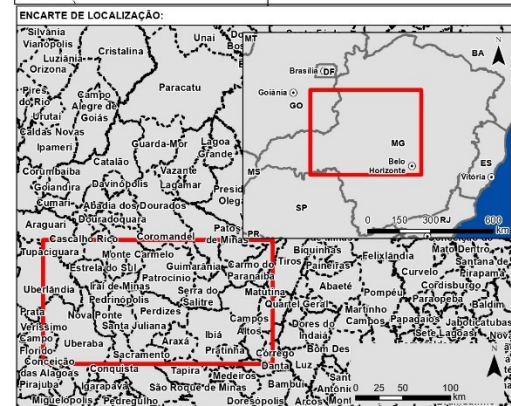 ENCARTE DE LOCALIZAÇÃO:
Silvânia
Vianópolis
Luziânia
Orizona
Cristalina
Unaí
Pires
do Rio
Campo
Alegre de
Goiás
Paracatu
Urutaí
Caldas Novas
Ipameri
Guarda-Mor
Lagoa
Grande
Catalão
Vazante
Corumbaíba
Goiandira
Davinópolis
Lagamar
Presid
Oleg
Cumari
Abadia dos Dourados
Douradoquara
Araguari
Patos
de Minas
Cascalho Rico
Coromandel
Tupaciguara
Monte Carmelo
Estrela do Sul
Guimarânia
Carmo do
Paranaíba
Tiros
Uberlândia
Iraí de Minas
Patrocínio
Serra do
Salitre
Matutina
Pedrinópolis
Quartel Geral
Prata
Nova Ponte
Perdizes
Campos
Altos
Veríssimo
Santa Juliana
Ibiá
Araxá
Campo
Florido
Uberaba
Pratinha
Sacramento
Córrego
Danta
Conceição
das Alagoas
Conquista
Tapira
Medeiros
Luz
Pirajuba
Igarapava
São Roque de Minas
Bambuí
Miguelópolis
Pedregulho
Doresópolis
Arcos
Biquinhas
Paineiras
Felixlândia
Mato Dentro
Santana de
Pirapama
Curvelo
Cordisburgo
Abaeté
Pompéu
Paraopeba
Baldim
Martinho
Campos
Papagaios
Jaboticatubas
Dores do
Indaiá
Sete Lagoas
Bom Des
MT
BA
Brasília
DF
Goiânia
GO
MG
Belo
Horizonte
ES
Vitória
MS
SP
PR
RJ
N
0 150 300 600
km
N
0 25 50 100
km